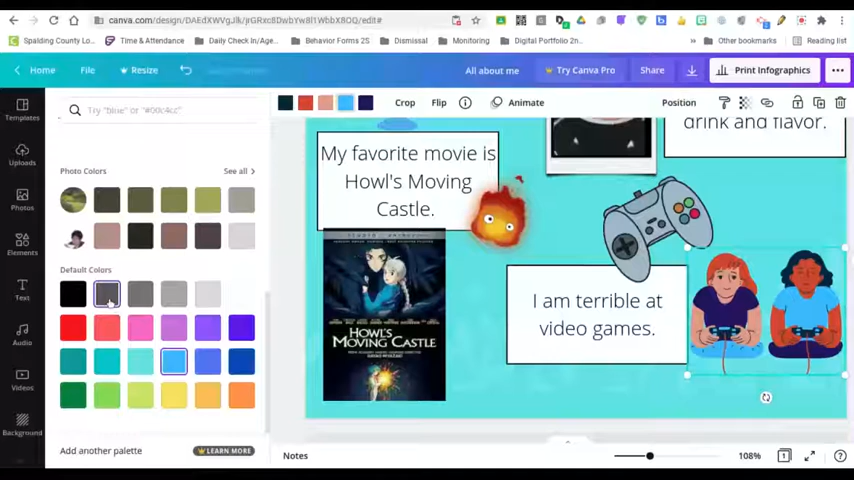 canva.com/design/DAEdXWVgJlk/jrGRxc8DwbYw8l1WbbX8OQ/edit#
Spalding County Lo...
Time & Attendance
Daily Check In/Age...
Behavior Forms 2S
Dismissal
Monitoring
Digital Portfolio 2n...
»
Other bookmarks
Reading list
Home
File
Resize
All about me
Try Canva Pro
Share
Print Infographics
Try "blue" or "#00c4cc"
Crop
Flip
Animate
Position
Templates
Uploads
Photos
Elements
Text
Audio
Videos
Background
Photo Colors
See all
Default Colors
Add another palette
LEARN MORE
drink and flavor.
My favorite movie is
Howl's Moving
Castle.
HOWL'S
MOVING CASTLE
I am terrible at
video games.
Notes
108%
1